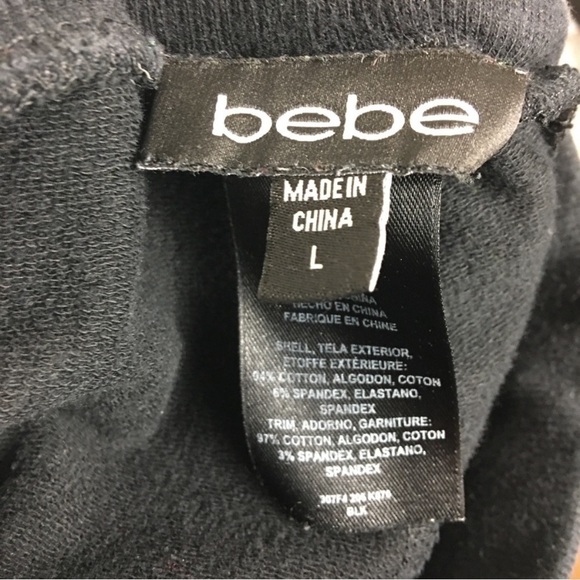 bebe
MADE IN
CHINA
L
HECHO EN CHINA
FABRIQUE EN CHINE
SHELL, TELA EXTERIOR,
ETOFFE EXTÉRIEURE:
94% COTTON, ALGODON, COTON
6% SPANDEX, ELASTANO,
SPANDEX
TRIM, ADORNO, GARNITURE:
97% COTTON, ALGODON, COTON
3% SPANDEX, ELASTANO,
SPANDEX
BLK